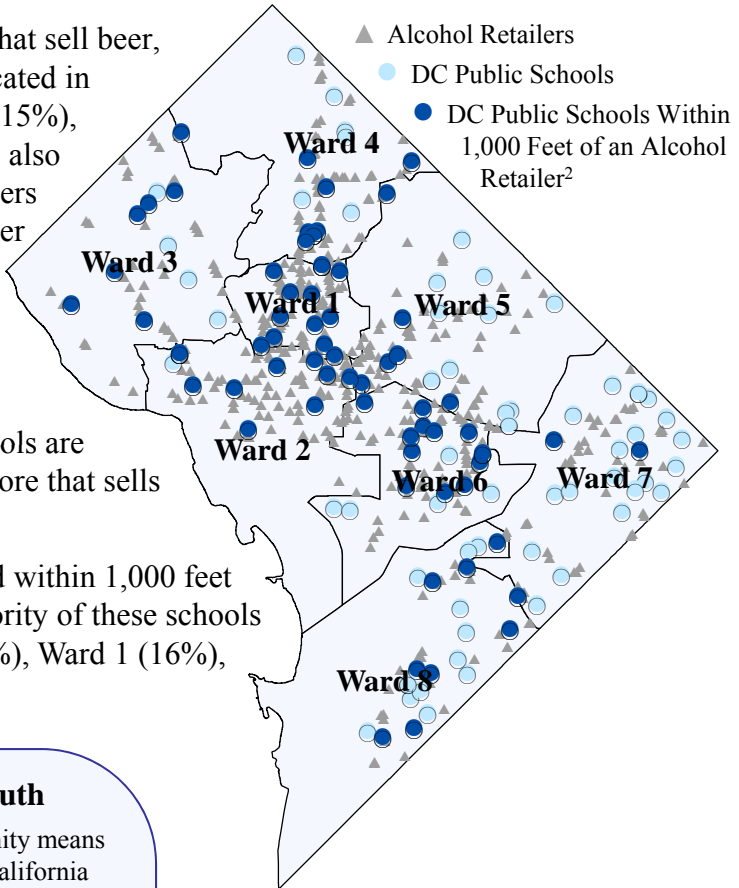 hat sell beer,
cated in
15%),
also
ers
er
ols are
ore that sells
d within 1,000 feet
ority of these schools
%), Ward 1 (16%),
uth
nity means
alifornia
Alcohol Retailers
DC Public Schools
DC Public Schools Within
1,000 Feet of an Alcohol
Retailer2
Ward 4
Ward 3
Ward 1
Ward 5
Ward 2
Ward 6
Ward 7
Ward 8